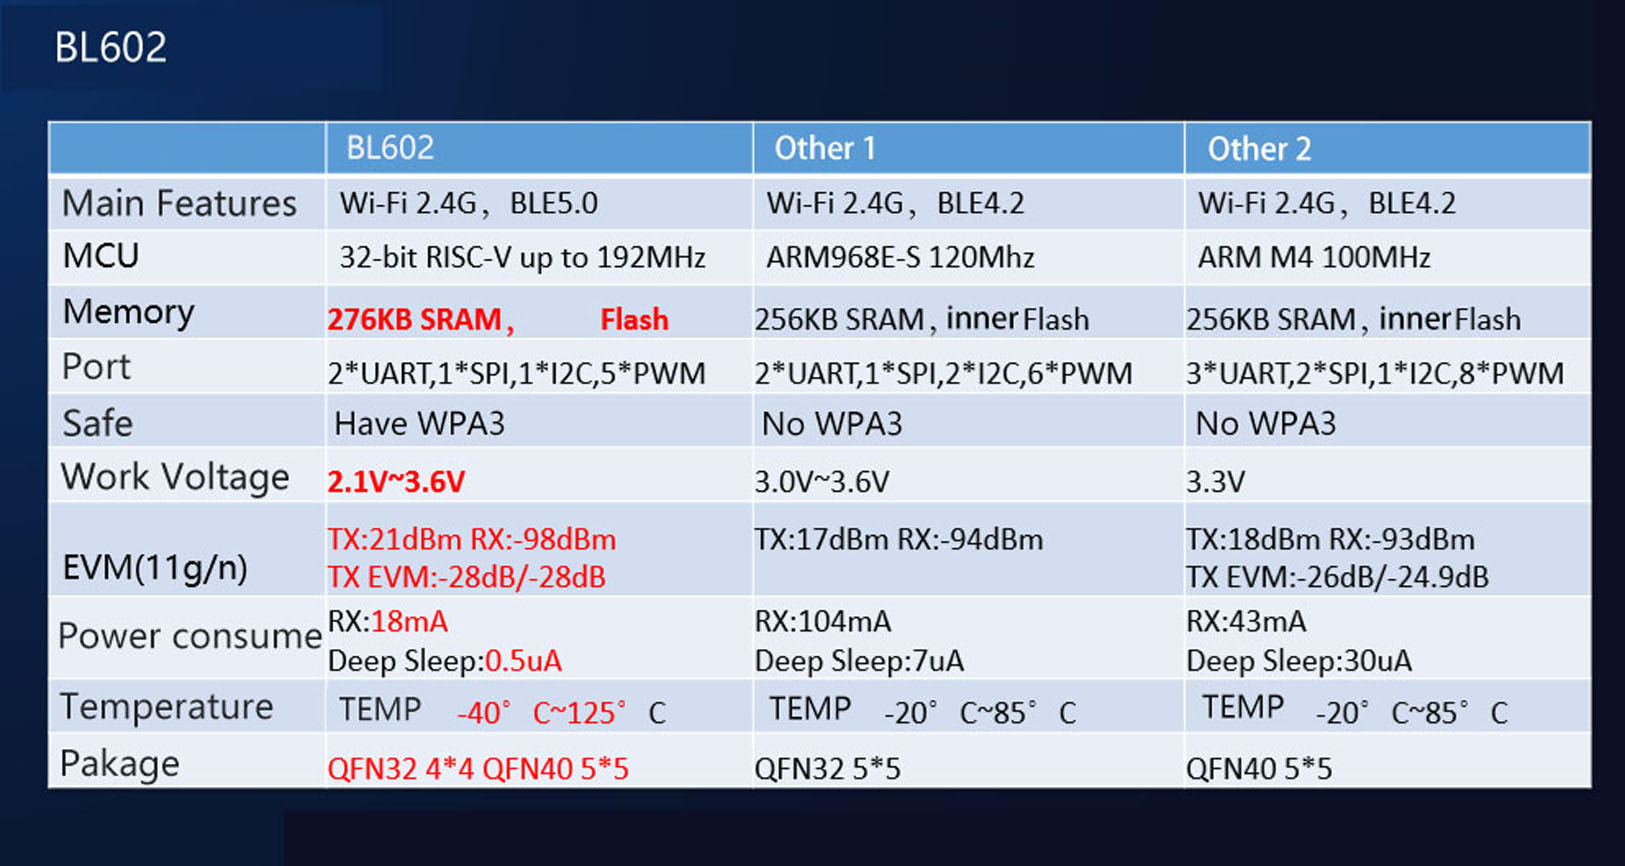 BL602
BL602 Other 1 Other 2
Main Features Wi-Fi 2.4G, BLE5.0 Wi-Fi 2.4G, BLE4.2 Wi-Fi 2.4G, BLE4.2
MCU 32-bit RISC-V up to 192MHz ARM968E-S 120Mhz ARM M4 100MHz
Memory 276KB SRAM, Flash 256KB SRAM, inner Flash 256KB SRAM, inner Flash
Port 2*UART,1*SPI,1*I2C,5*PWM 2*UART,1*SPI,2*I2C,6*PWM 3*UART,2*SPI,1*I2C,8*PWM
Safe Have WPA3 No WPA3 No WPA3
Work Voltage 2.1V~3.6V 3.0V~3.6V 3.3V
EVM(11g/n) TX:21dBm RX:-98dBm TX:17dBm RX:-94dBm TX:18dBm RX:-93dBm
TX EVM:-28dB/-28dB TX EVM:-26dB/-24.9dB
Power consume RX:18mA RX:104mA RX:43mA
Deep Sleep:0.5uA Deep Sleep:7uA Deep Sleep:30uA
Temperature TEMP -40° C~125° C TEMP -20° C~85° C TEMP -20° C~85° C
Pakage QFN32 4*4 QFN40 5*5 QFN32 5*5 QFN40 5*5